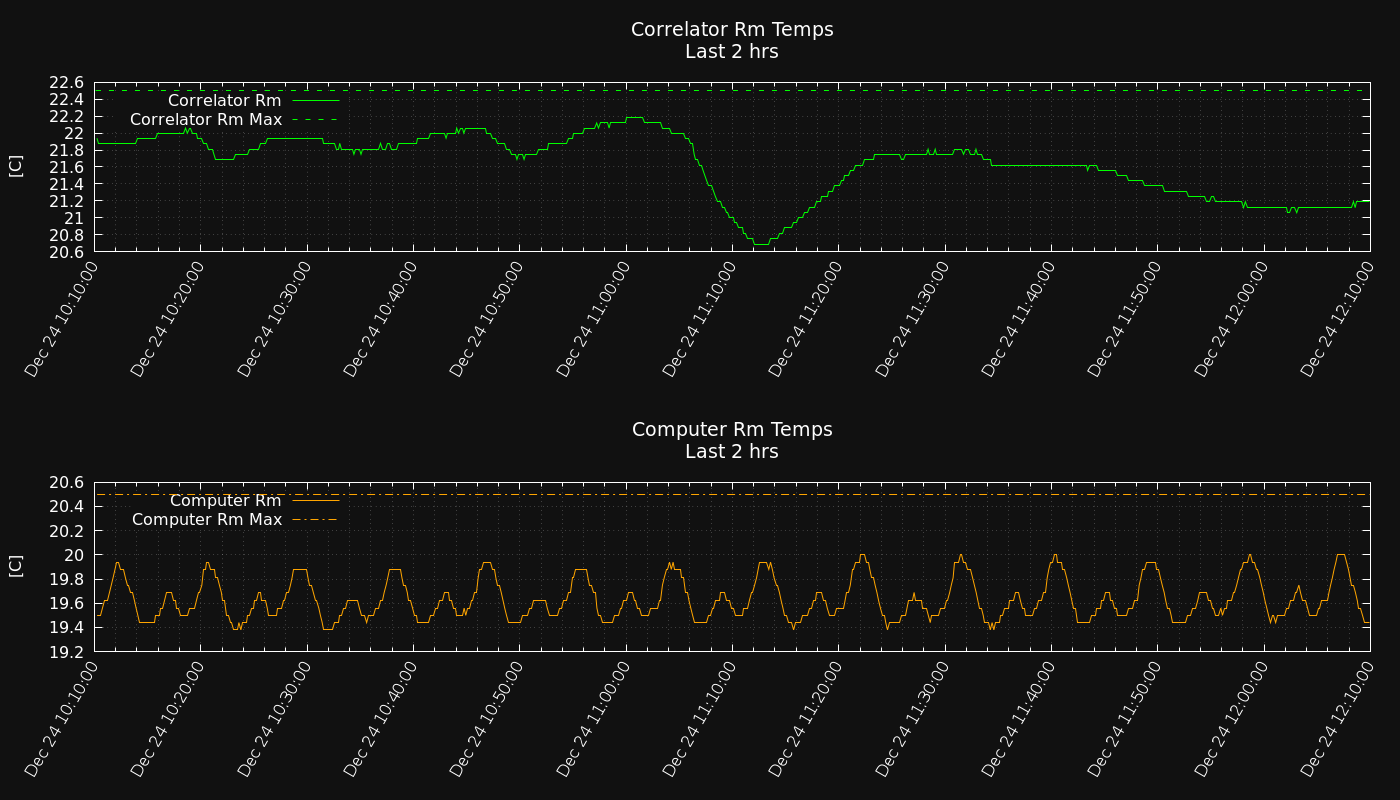 Correlator Rm Temps
Last 2 hrs
[C]
22.6
22.4
22.2
22
21.8
21.6
21.4
21.2
21
20.8
20.6
Correlator Rm
Correlator Rm Max
Dec 24 10:10:00
Dec 24 10:20:00
Dec 24 10:30:00
Dec 24 10:40:00
Dec 24 10:50:00
Dec 24 11:00:00
Dec 24 11:10:00
Dec 24 11:20:00
Dec 24 11:30:00
Dec 24 11:40:00
Dec 24 11:50:00
Dec 24 12:00:00
Dec 24 12:10:00
Computer Rm Temps
Last 2 hrs
[C]
20.6
20.4
20.2
20
19.8
19.6
19.4
19.2
Computer Rm
Computer Rm Max
Dec 24 10:10:00
Dec 24 10:20:00
Dec 24 10:30:00
Dec 24 10:40:00
Dec 24 10:50:00
Dec 24 11:00:00
Dec 24 11:10:00
Dec 24 11:20:00
Dec 24 11:30:00
Dec 24 11:40:00
Dec 24 11:50:00
Dec 24 12:00:00
Dec 24 12:10:00